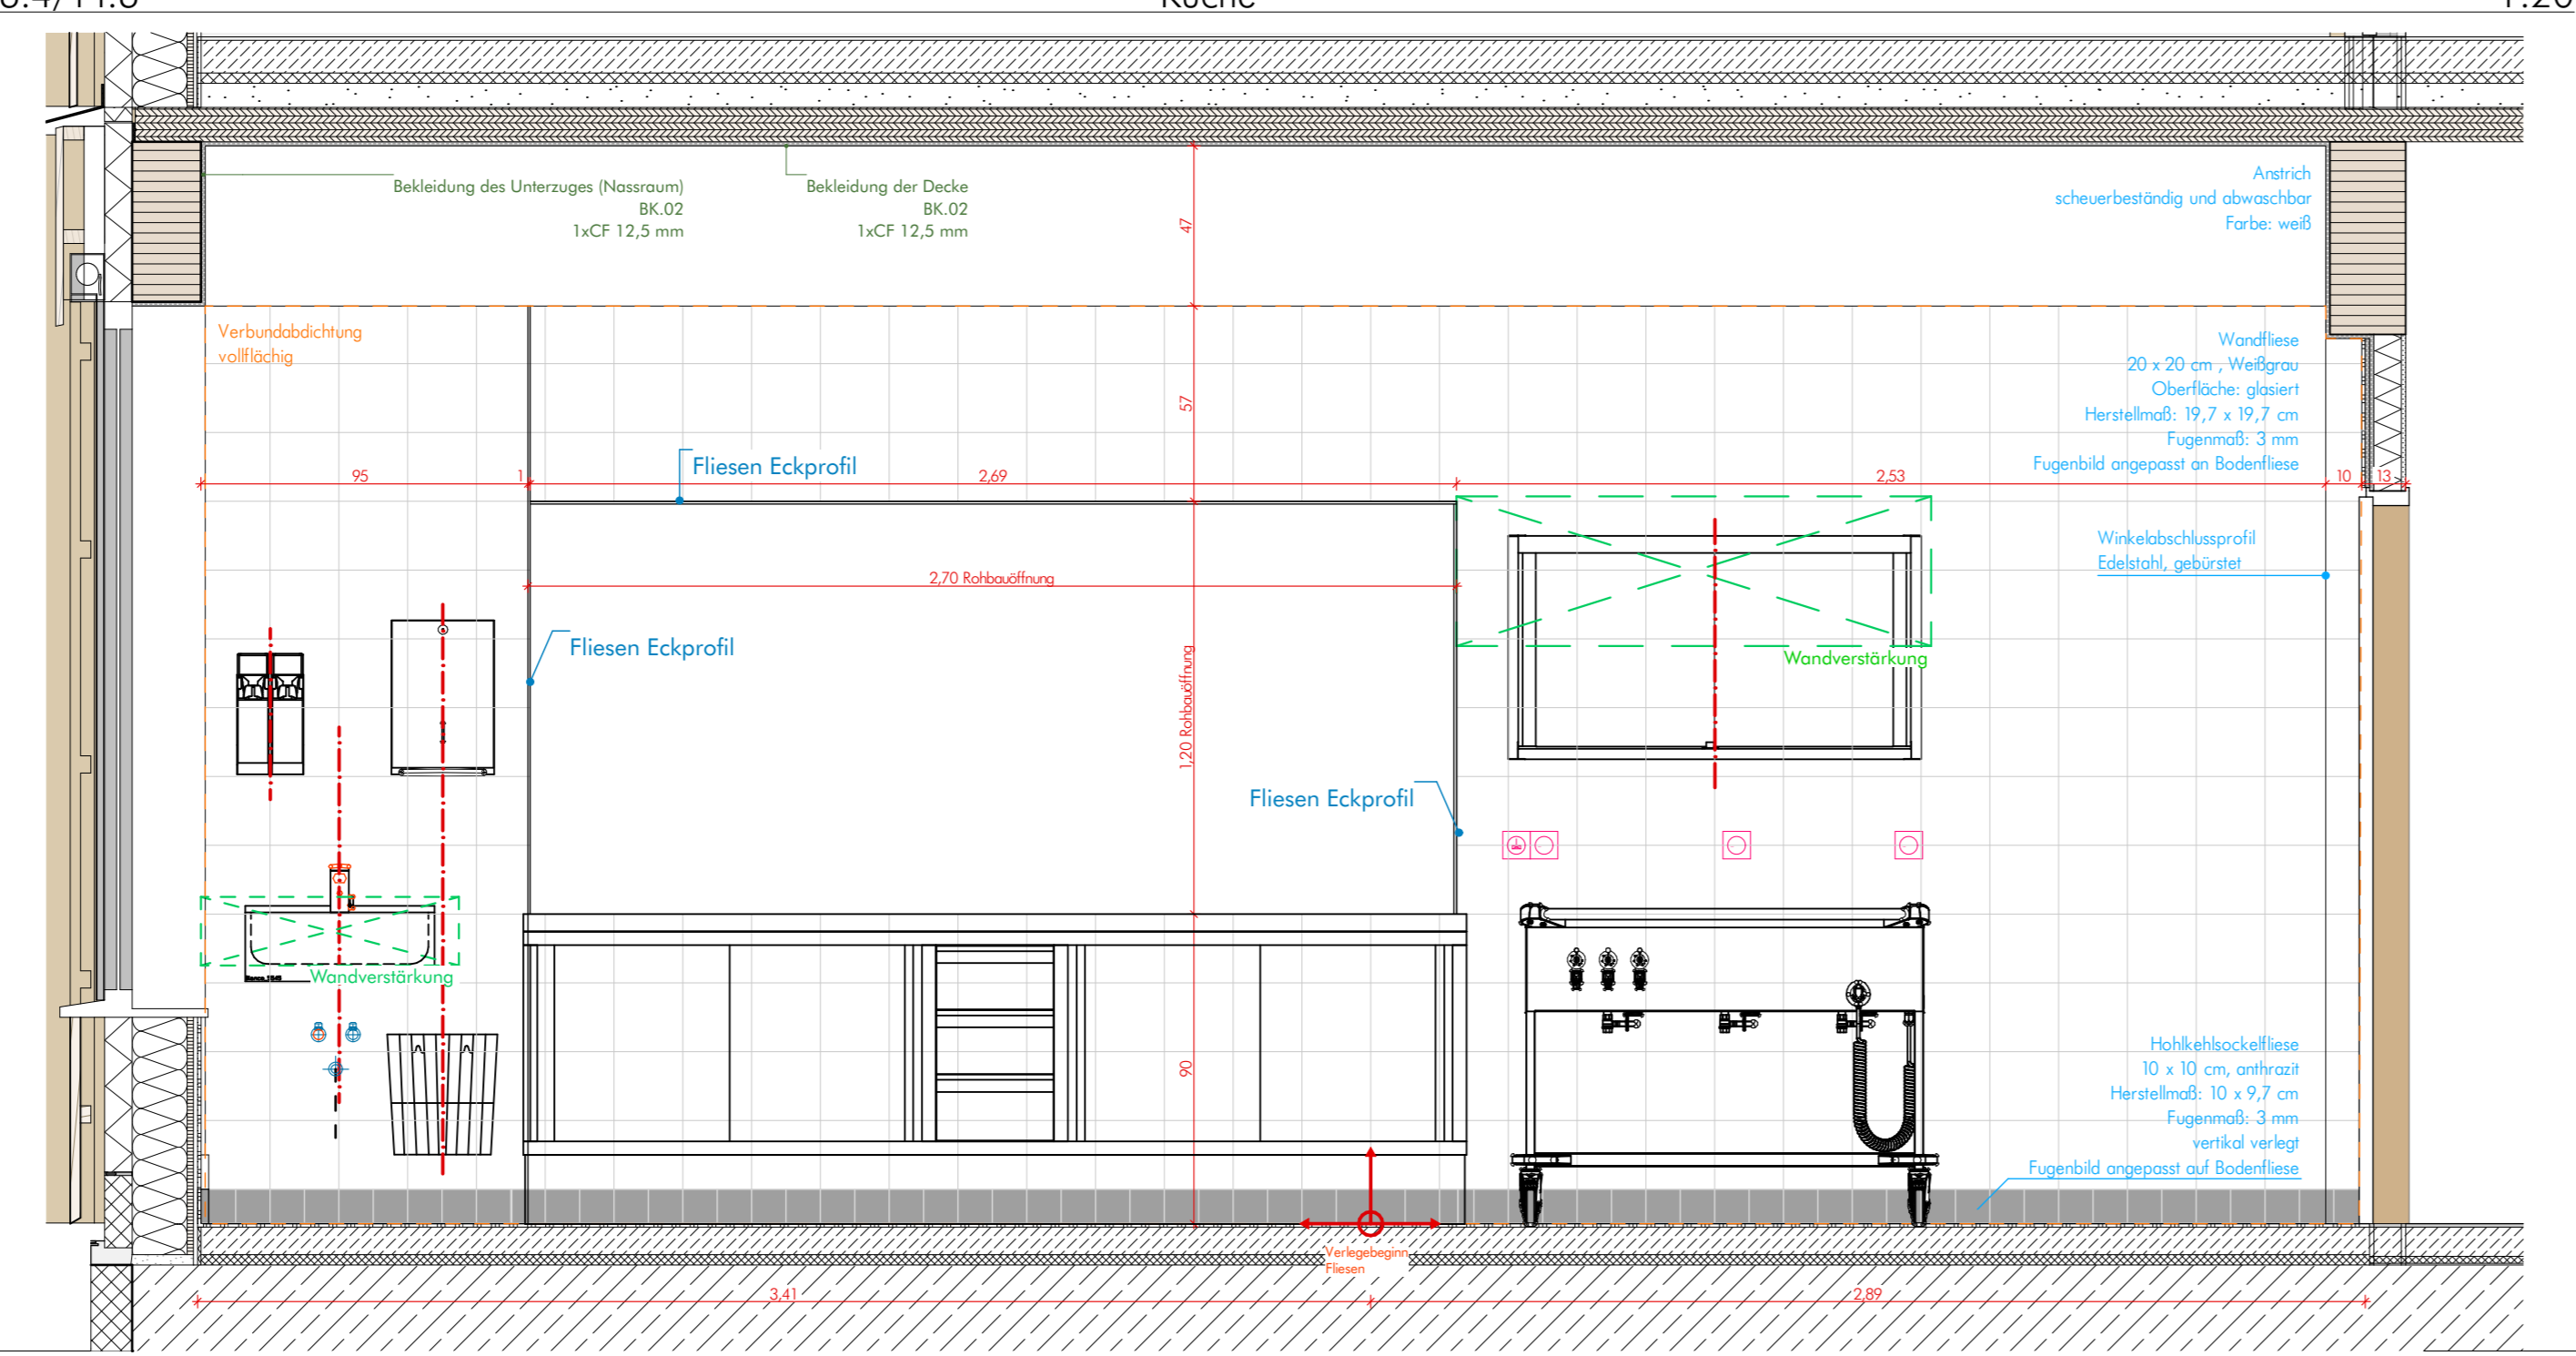 Küche
Bekleidung des Unterzuges (Nassraum)
BK.02
1xCF 12,5 mm
Bekleidung der Decke
BK.02
1xCF 12,5 mm
47
Anstrich
scheuerbeständig und abwaschbar
Farbe: weiß
Verbundabdichtung
vollflächig
57
Wandfliese
20 x 20 cm , Weißgrau
Oberfläche: glasiert
Herstellmaß: 19,7 x 19,7 cm
Fugenmaß: 3 mm
Fugenbild angepasst an Bodenfliese
Fliesen Eckprofil
95
1
2,69
2,53
10
13
Winkelabschlussprofil
Edelstahl, gebürstet
2,70 Rohbauöffnung
Fliesen Eckprofil
1,20 Rohbauöffnung
Wandverstärkung
Fliesen Eckprofil
Wandverstärkung
90
Hohlkehlsockelfliese
10 x 10 cm, anthrazit
Herstellmaß: 10 x 9,7 cm
Fugenmaß: 3 mm
vertikal verlegt
Fugenbild angepasst auf Bodenfliese
Verlegebeginn
Fliesen
3,41
2,89